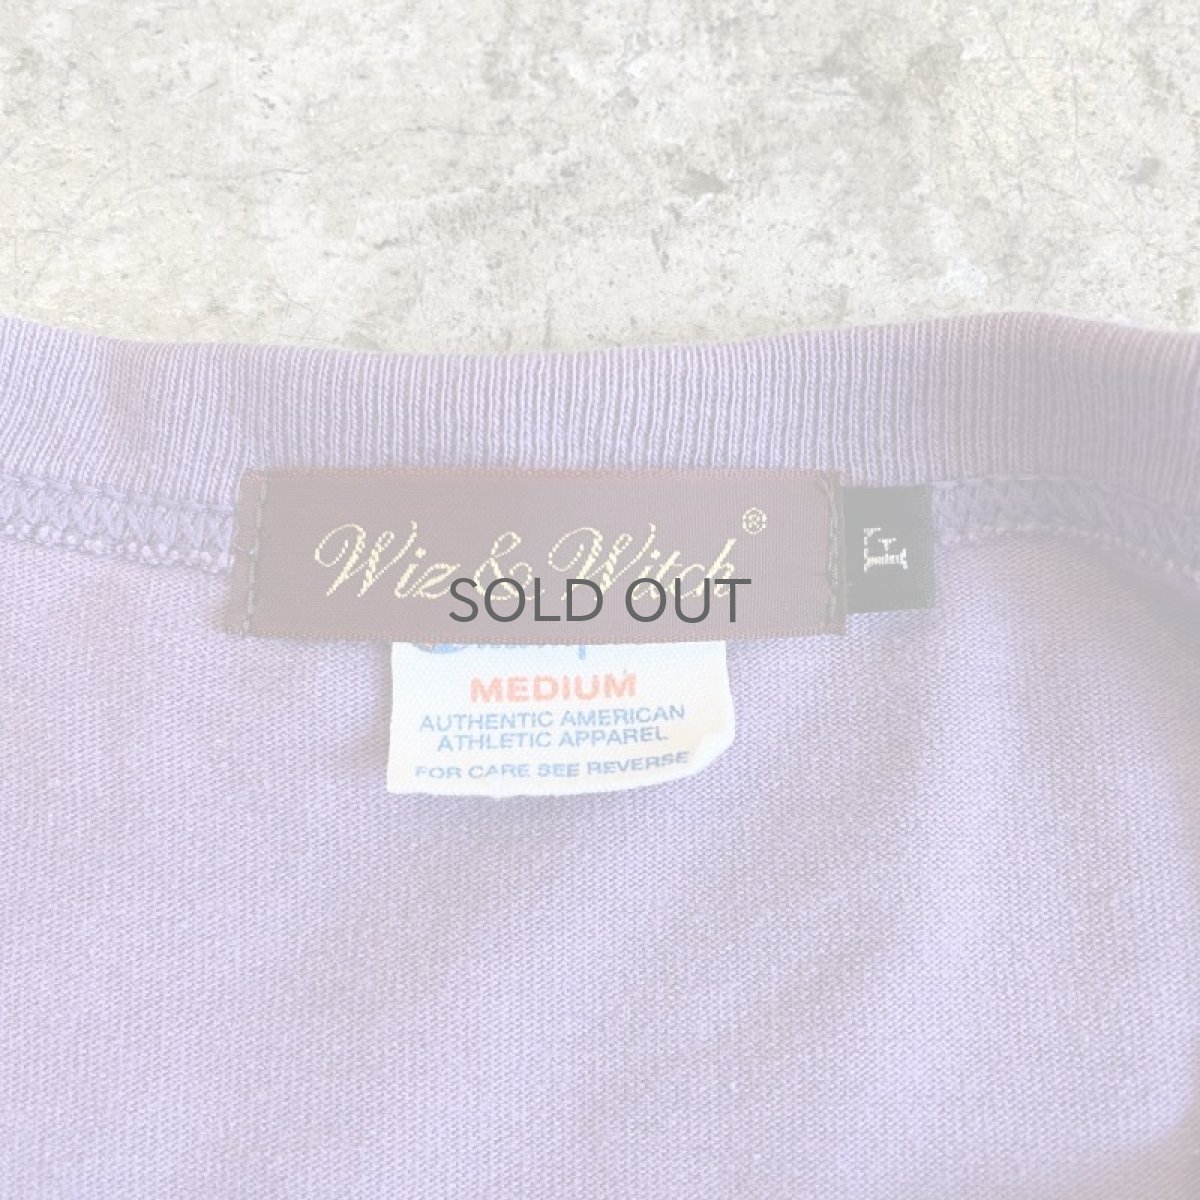 Wiz & Witch®
SOLD OUT
MEDIUM
AUTHENTIC AMERICAN
ATHLETIC APPAREL
FOR CARE SEE REVERSE